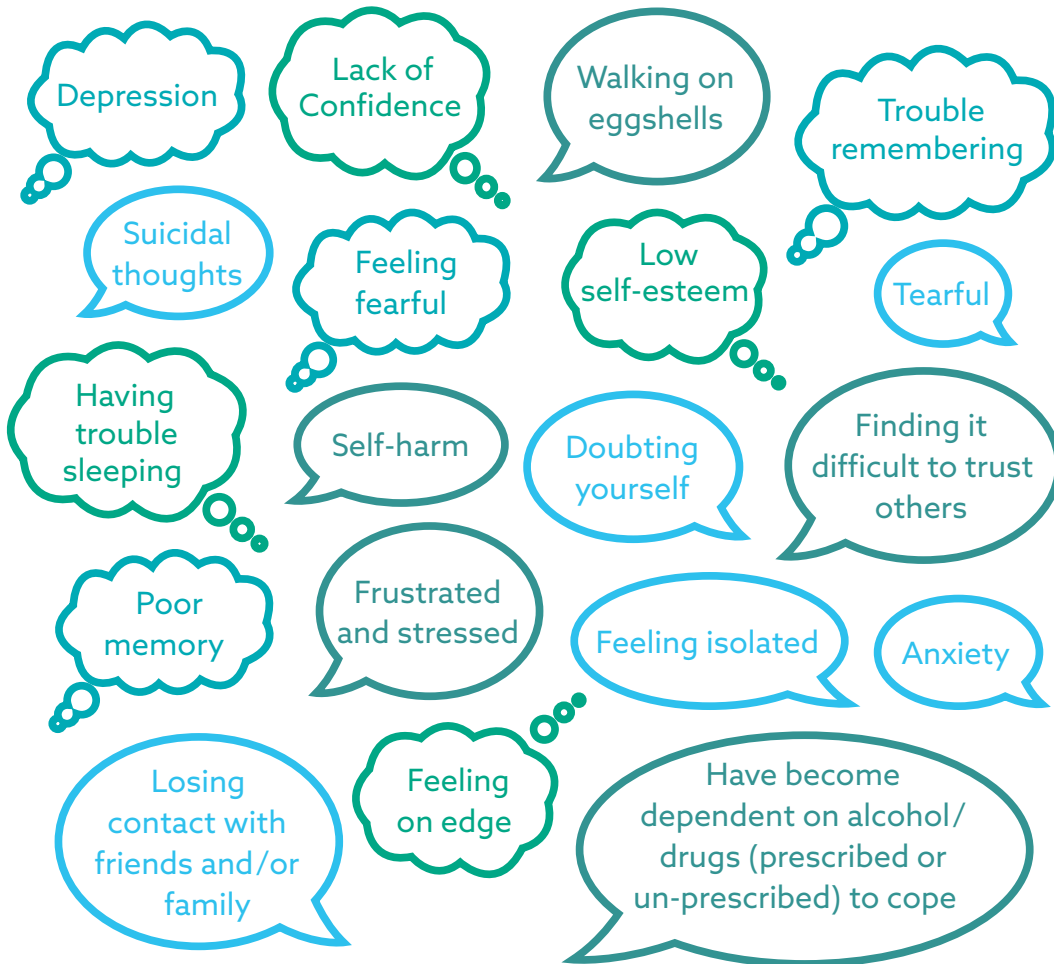 Depression
Lack of
Confidence
Walking on
eggshells
Trouble
remembering
Suicidal
thoughts
Feeling
fearful
Low
self-esteem
Tearful
Having
trouble
sleeping
Self-harm
Doubting
yourself
Finding it
difficult to trust
others
Poor
memory
Frustrated
and stressed
Feeling isolated
Anxiety
Losing
contact with
friends and/or
family
Feeling
on edge
Have become
dependent on alcohol/
drugs (prescribed or
un-prescribed) to cope